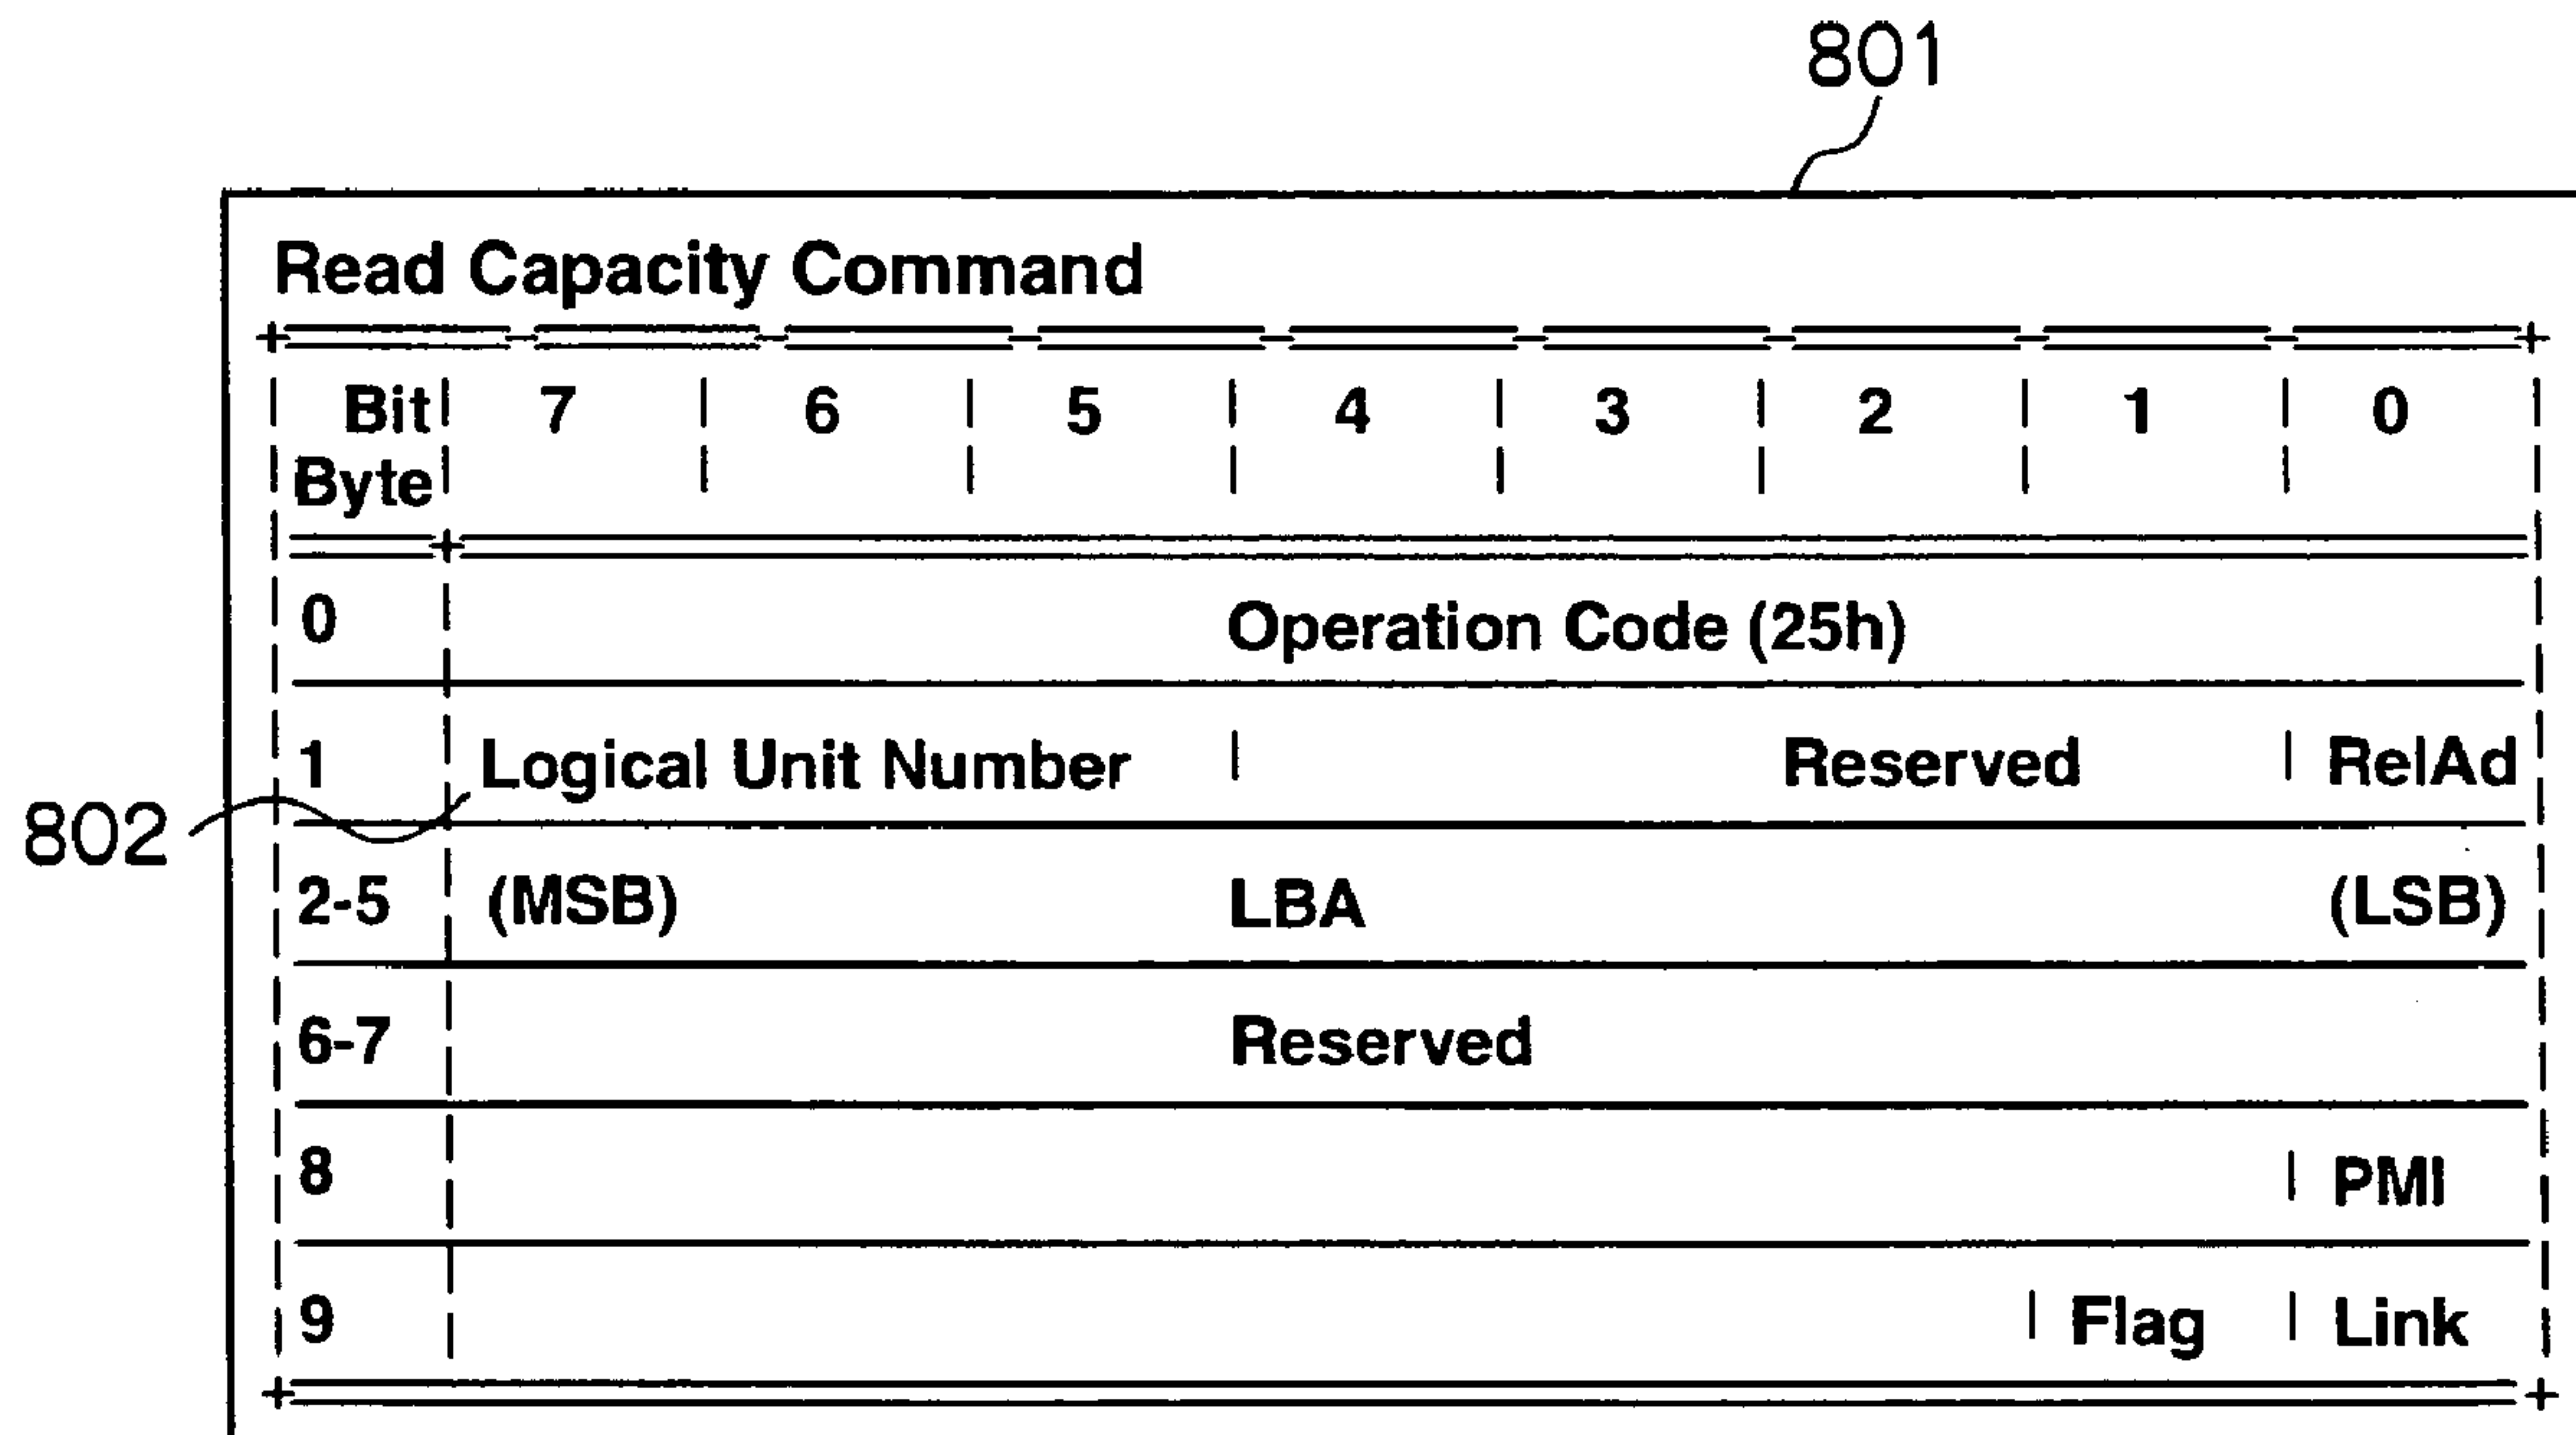 801
Read Capacity Command
Bit 7 6 5 4 3 2 1 0
Byte
0 Operation Code (25h)
1 Logical Unit Number Reserved RelAd
802
2-5 (MSB) LBA (LSB)
6-7 Reserved
8 PMI
9 Flag Link